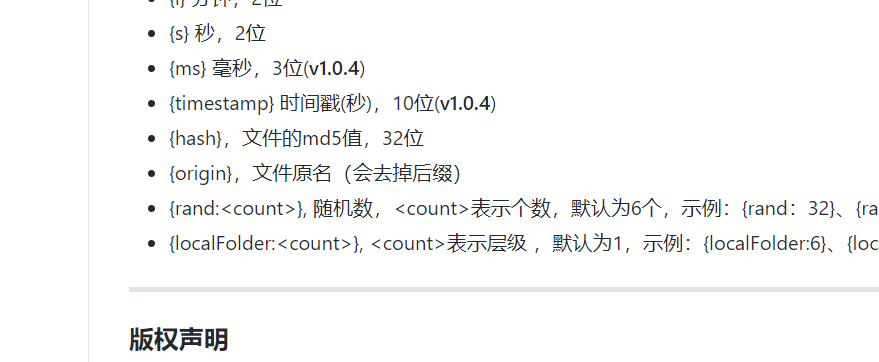 {i} 分钟，2位
{s} 秒，2位
{ms} 毫秒，3位(v1.0.4)
{timestamp} 时间戳(秒)，10位(v1.0.4)
{hash}，文件的md5值，32位
{origin}，文件原名（会去掉后缀）
{rand:<count>}, 随机数，<count>表示个数，默认为6个，示例：{rand：32}、{ra
{localFolder:<count>}, <count>表示层级 ，默认为1，示例：{localFolder:6}、{loc
版权声明